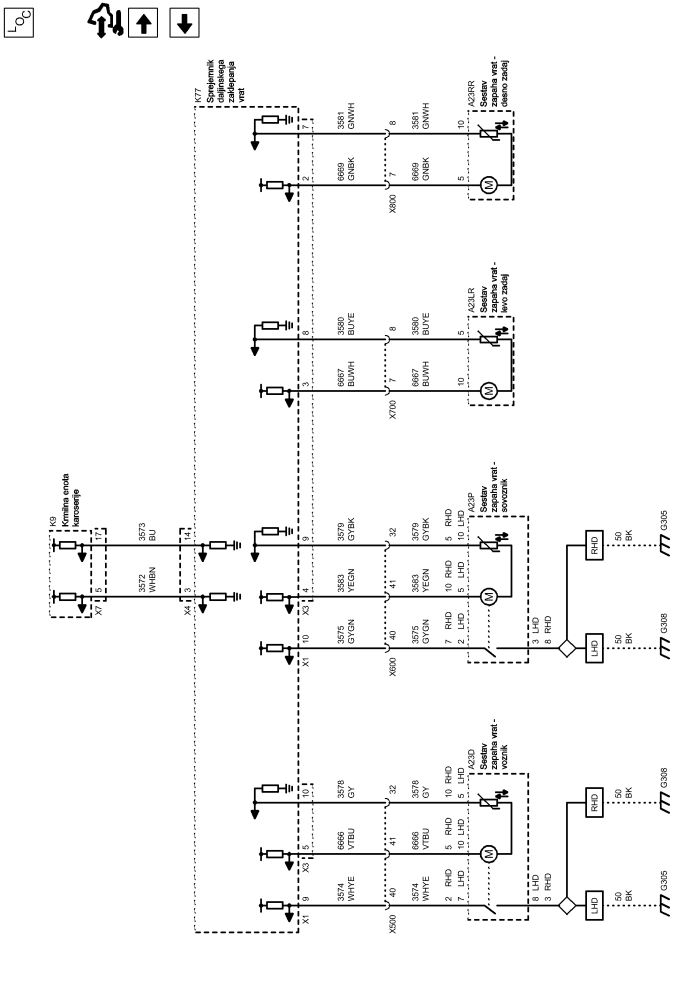 LOC
K9
Krmilna enota
karoserije
X7
5
17
3572
WHBN
3573
BU
X4
3
14
K77
Sprejemnik
daljinskega
zaklepanja
vrat
X1
9
X3
5
10
X1
10
X3
4
9
3
8
2
7
3574
WHYE
6666
VTBU
3578
GY
3575
GYGN
3583
YEGN
3579
GYBK
6667
BUWH
3580
BUYE
6669
GNBK
3581
GNWH
X500
40
41
32
X600
40
41
32
X700
7
8
X800
7
8
3574
WHYE
6666
VTBU
3578
GY
3575
GYGN
3583
YEGN
3579
GYBK
6667
BUWH
3580
BUYE
6669
GNBK
3581
GNWH
2 RHD
7 LHD
5 RHD
10 LHD
10 RHD
5 LHD
7 RHD
2 LHD
10 RHD
5 LHD
5 RHD
10 LHD
10
5
5
10
A23D
Sestav
zapaha vrat -
voznik
A23P
Sestav
zapaha vrat -
sovoznik
A23LR
Sestav
zapaha vrat -
levo zadaj
A23RR
Sestav
zapaha vrat -
desno zadaj
M
M
M
M
8 LHD
3 RHD
3 LHD
8 RHD
LHD
RHD
LHD
RHD
50
BK
50
BK
50
BK
50
BK
G305
G308
G308
G305